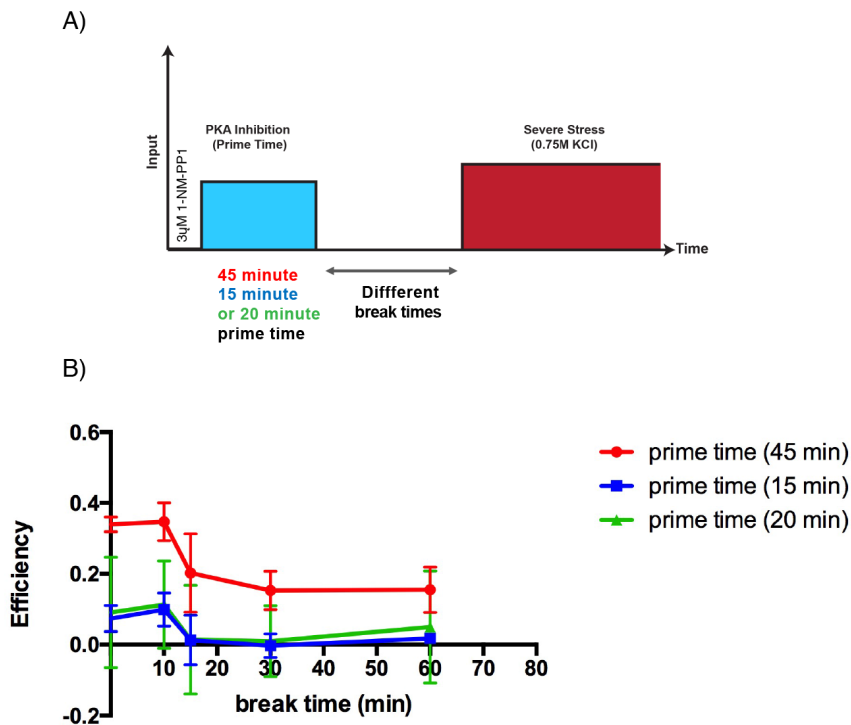 A)
PKA Inhibition
(Prime Time)
Severe Stress
(0.75M KCl)
Input
3ųM 1-NM-PP1
Time
45 minute
15 minute
or 20 minute
prime time
Diffferent
break times
B)
0.6
0.4
0.2
0.0
-0.2
Efficiency
10 20 30 40 50 60 70 80
break time (min)
prime time (45 min)
prime time (15 min)
prime time (20 min)